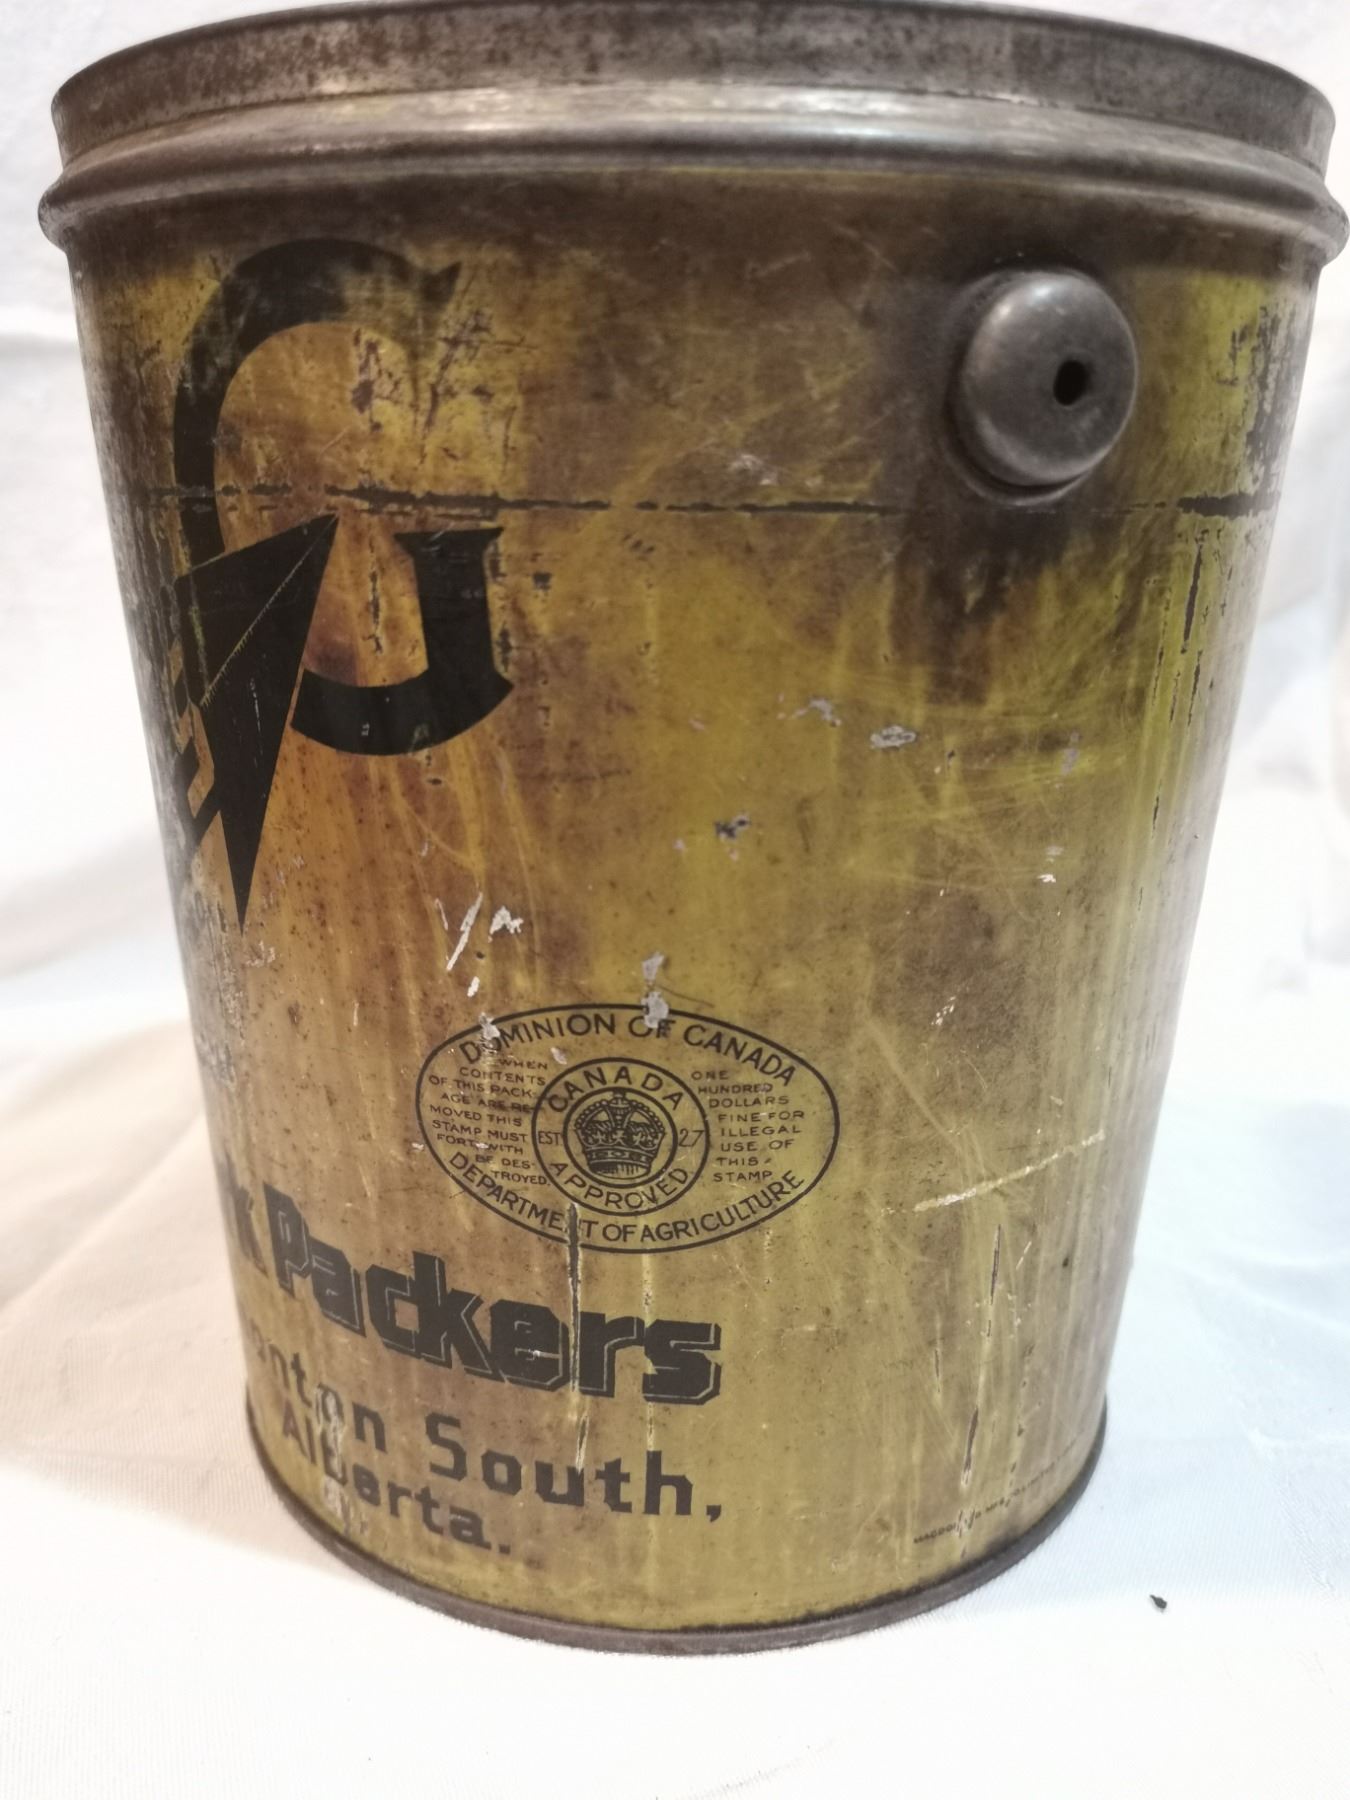 G
DOMINION OF CANADA
WHEN
CONTENTS
OF THIS PACK-
AGE ARE RE-
MOVED THIS
STAMP MUST
FORTHWITH
BE DES-
TROYED.
CANADA
EST 27
APPROVED
ONE
HUNDRED
DOLLARS
FINE FOR
ILLEGAL
USE OF
THIS
STAMP
DEPARTMENT OF AGRICULTURE
Packers
onton South,
Alberta.